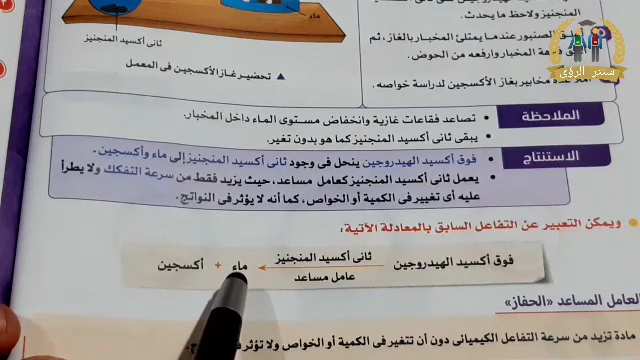 المنجنيز ولاحظ ما يحدث.
الصنبور عندما يمتلئ المخبار بالغاز، ثم
المخبار وارفعه من الحوض.
مخابير بغاز الأكسجين لدراسة خواصه.
ماء
ثانى أكسيد المنجنيز
▲ تحضير غاز الأكسجين فى المعمل
سنتر الرؤى
الملاحظة
• تصاعد فقاعات غازية وانخفاض مستوى الماء داخل المخبار.
• يبقى ثانى أكسيد المنجنيز كما هو بدون تغير.
الاستنتاج
• فوق أكسيد الهيدروجين ينحل فى وجود ثانى أكسيد المنجنيز إلى ماء وأكسجين.
• يعمل ثانى أكسيد المنجنيز كعامل مساعد، حيث يزيد فقط من سرعة التفكك ولا يطرأ
عليه أى تغيير فى الكمية أو الخواص، كما أنه لا يؤثر فى النواتج.
• ويمكن التعبير عن التفاعل السابق بالمعادلة الآتية:
فوق أكسيد الهيدروجين ثانى أكسيد المنجنيز ← ماء + أكسجين
عامل مساعد
العامل المساعد «الحفاز»
مادة تزيد من سرعة التفاعل الكيميائى دون أن تتغير فى الكمية أو الخواص ولا تؤثر